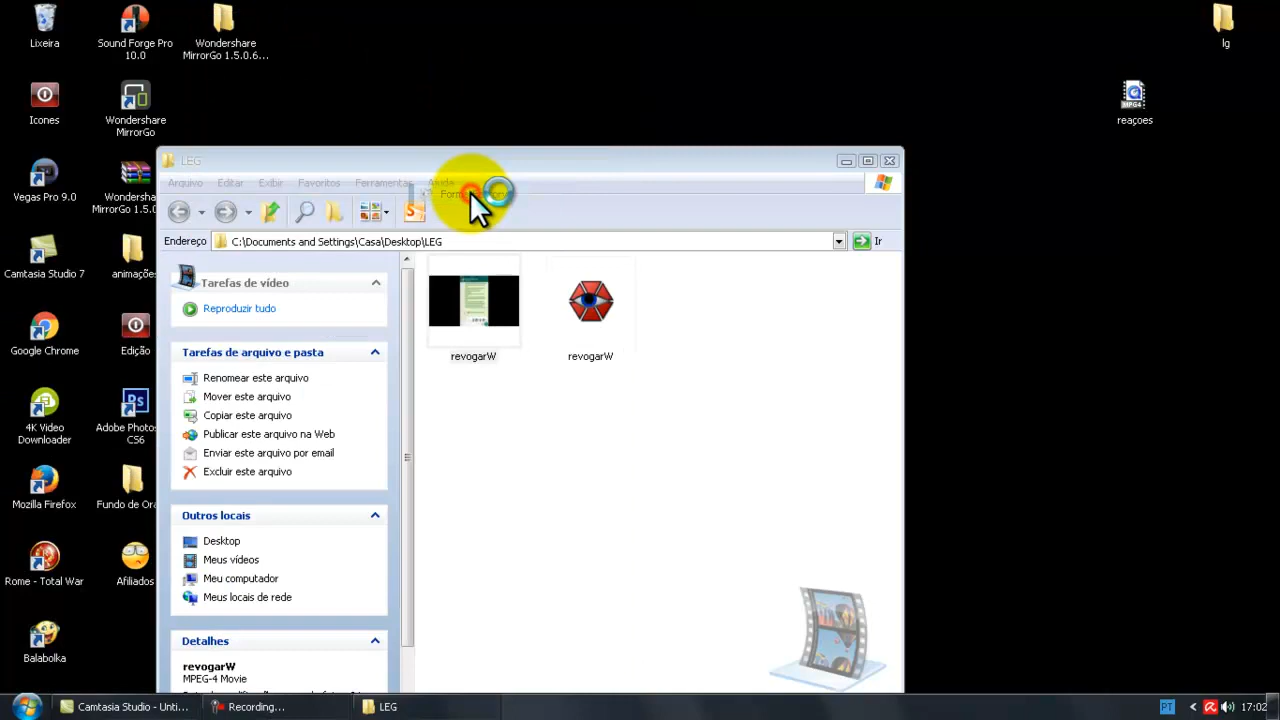 Lixeira
Sound Forge Pro
10.0
Wondershare
MirrorGo 1.5.0.6...
lg
Icones
Wondershare
MirrorGo
reaçoes
MPG4
LEG
Arquivo Editar Exibir Favoritos Ferramentas Ajuda
Vegas Pro 9.0
Wondersha
MirrorGo 1.5.0
Endereço C:\Documents and Settings\Casa\Desktop\LEG Ir
Camtasia Studio 7
animações
Tarefas de vídeo
Reproduzir tudo
Google Chrome
Edição
Tarefas de arquivo e pasta
revogarW
revogarW
Renomear este arquivo
Mover este arquivo
Copiar este arquivo
Publicar este arquivo na Web
Enviar este arquivo por email
Excluir este arquivo
4K Video
Downloader
Adobe Photos
CS6
Mozilla Firefox
Fundo de Ora
Outros locais
Desktop
Meus vídeos
Meu computador
Meus locais de rede
Rome - Total War
Afiliados
Detalhes
revogarW
MPEG-4 Movie
Balabolka
Camtasia Studio - Unti...
Recording...
LEG
PT
17:02